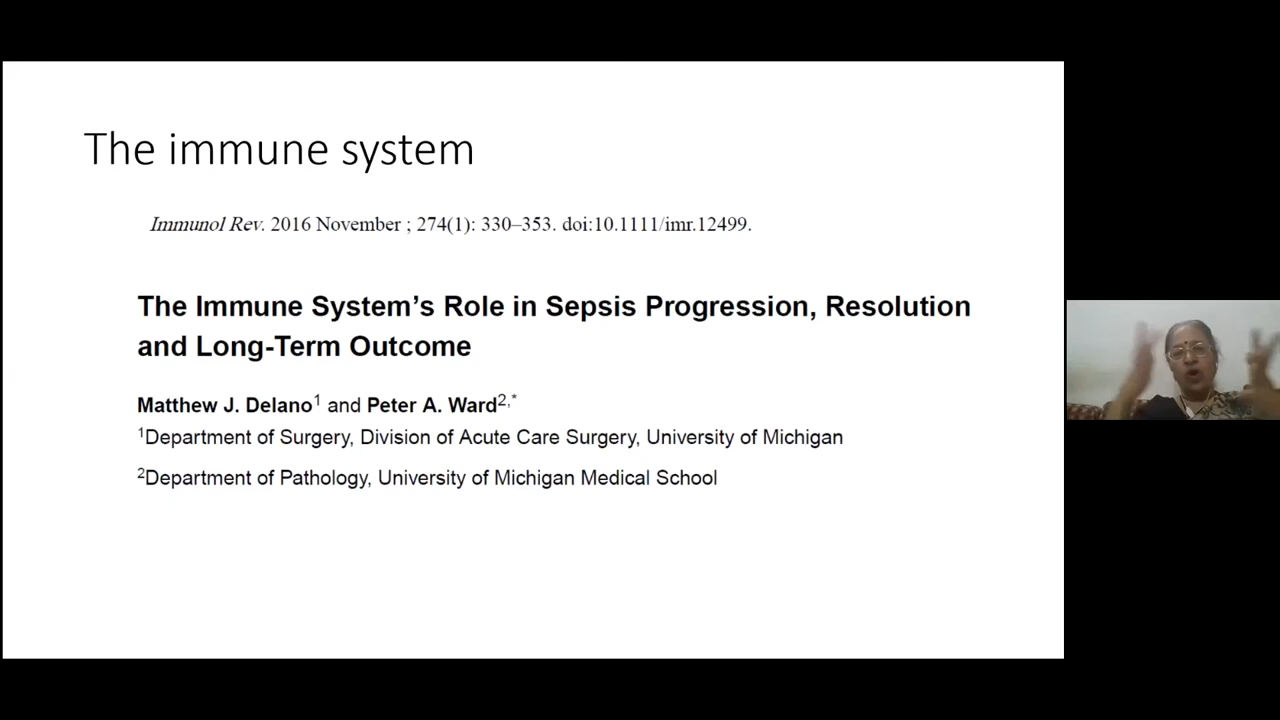 The immune system
Immunol Rev. 2016 November ; 274(1): 330–353. doi:10.1111/imr.12499.
The Immune System’s Role in Sepsis Progression, Resolution
and Long-Term Outcome
Matthew J. Delano1 and Peter A. Ward2,*
1Department of Surgery, Division of Acute Care Surgery, University of Michigan
2Department of Pathology, University of Michigan Medical School